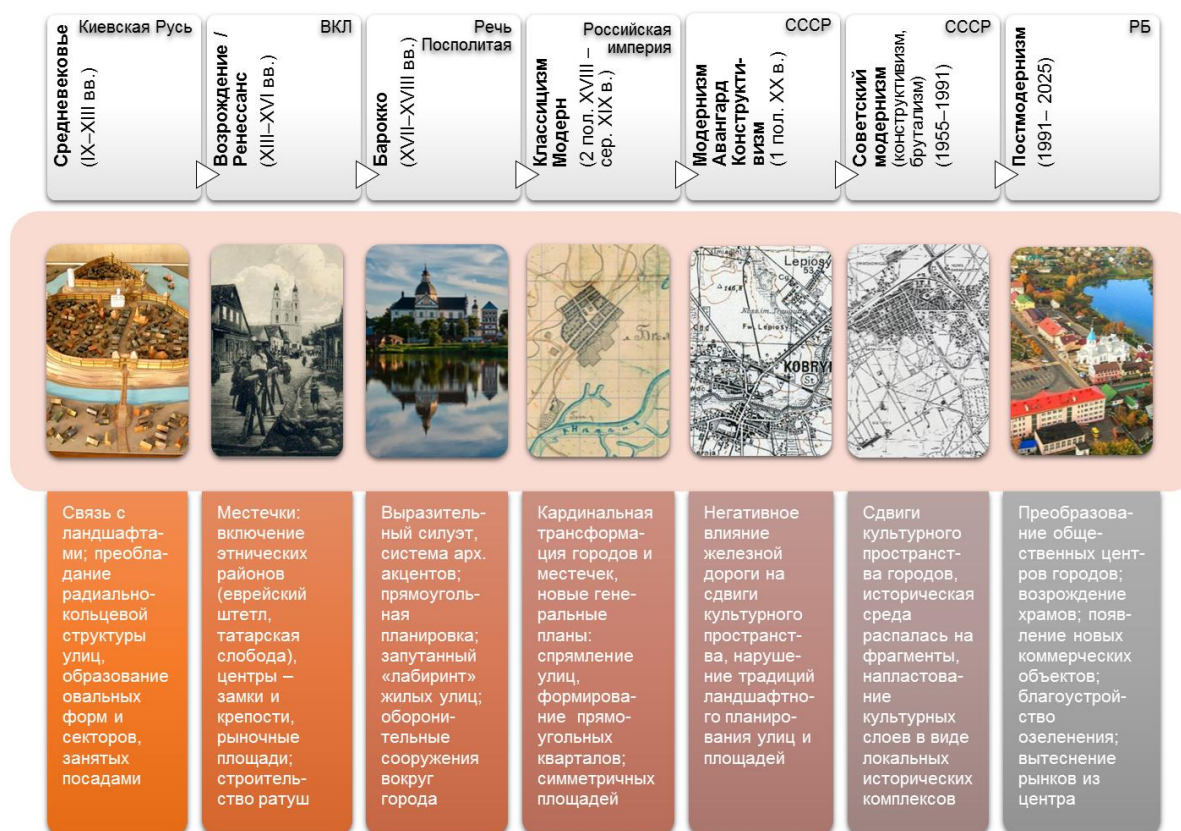 Киевская Русь
Средневековье
(IX–XIII вв.)
ВКЛ
Возрождение /
Ренессанс
(XIII–XVI вв.)
Речь
Посполитая
Барокко
(XVII–XVIII вв.)
Российская
империя
Классицизм
Модерн
(2 пол. XVIII –
сер. XIX в.)
СССР
Модернизм
Авангард
Конструкти-
визм
(1 пол. XX в.)
СССР
Советский
модернизм
(конструктивизм,
брутализм)
(1955–1991)
РБ
Постмодернизм
(1991– 2025)
Lepiosy
53
146,8
Fw. Lepiosy
KOBRYŃ
(St)
Связь с
ландшафта-
ми; преобла-
дание
радиально-
кольцевой
структуры
улиц,
образование
овальных
форм и
секторов,
занятых
посадами
Местечки:
включение
этнических
районов
(еврейский
штетл,
татарская
слобода),
центры –
замки и
крепости,
рыночные
площади;
строитель-
ство ратуш
Выразитель-
ный силуэт,
система арх.
акцентов;
прямоуголь-
ная
планировка;
запутанный
«лабиринт»
жилых улиц;
оборони-
тельные
сооружения
вокруг
города
Кардинальная
трансформа-
ция городов и
местечек,
новые гене-
ральные
планы:
спрямление
улиц,
формирова-
ние прямо-
угольных
кварталов;
симметричных
площадей
Негативное
влияние
железной
дороги на
сдвиги
культурного
пространст-
ва, наруше-
ние традиций
ландшафтно-
го планиро-
вания улиц и
площадей
Сдвиги
культурного
пространст-
ва городов,
историческая
среда
распалась на
фрагменты,
напластова-
ние
культурных
слоев в виде
локальных
исторических
комплексов
Преобразова-
ние обще-
ственных цент-
ров городов;
возрождение
храмов; появ-
ление новых
коммерческих
объектов;
благоустрой-
ство
озеленения;
вытеснение
рынков из
центра